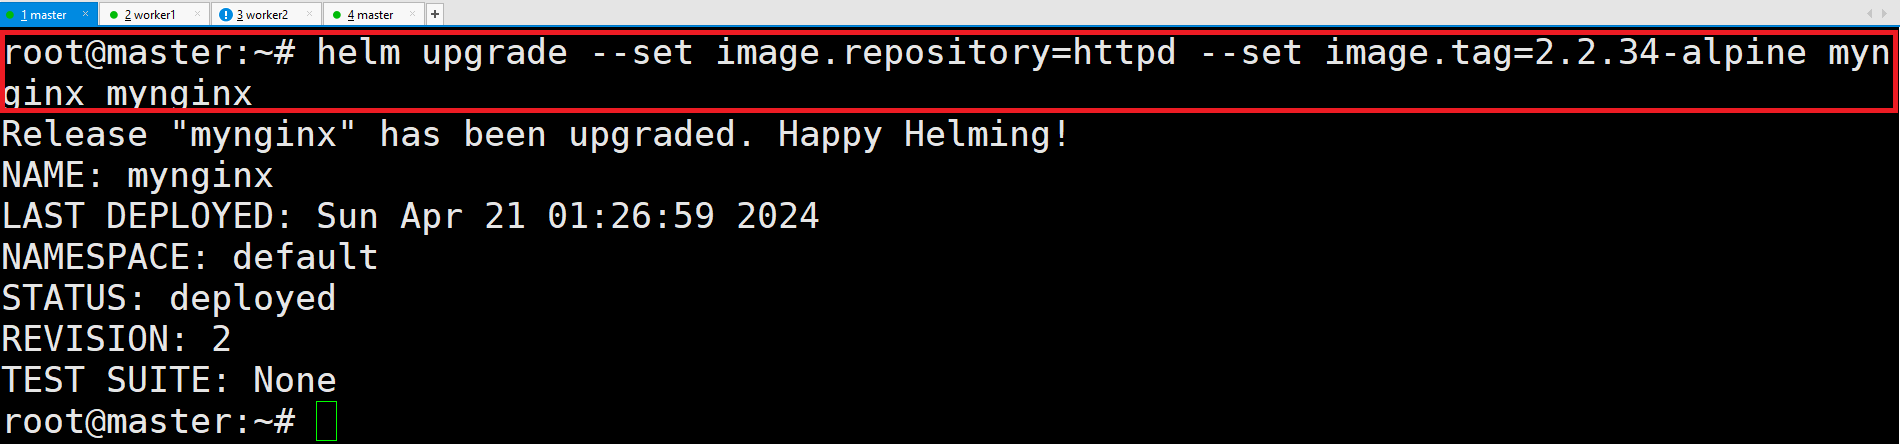 1 master × 2 worker1 × 3 worker2 × 4 master × +
root@master:~# helm upgrade --set image.repository=httpd --set image.tag=2.2.34-alpine myn
ginx mynginx
Release "mynginx" has been upgraded. Happy Helming!
NAME: mynginx
LAST DEPLOYED: Sun Apr 21 01:26:59 2024
NAMESPACE: default
STATUS: deployed
REVISION: 2
TEST SUITE: None
root@master:~#